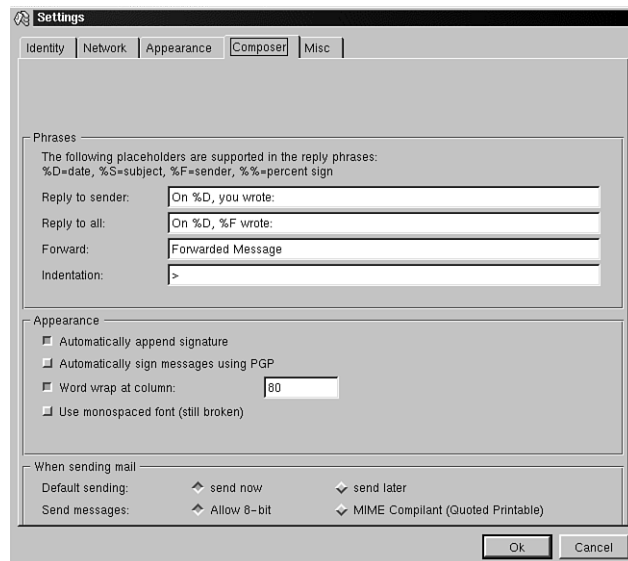 Settings
Identity Network Appearance Composer Misc
Phrases
The following placeholders are supported in the reply phrases:
%D=date, %S=subject, %F=sender, %%=percent sign
Reply to sender: On %D, you wrote:
Reply to all: On %D, %F wrote:
Forward: Forwarded Message
Indentation: >
Appearance
Automatically append signature
Automatically sign messages using PGP
Word wrap at column: 80
Use monospaced font (still broken)
When sending mail
Default sending: send now send later
Send messages: Allow 8-bit MIME Compilant (Quoted Printable)
Ok Cancel